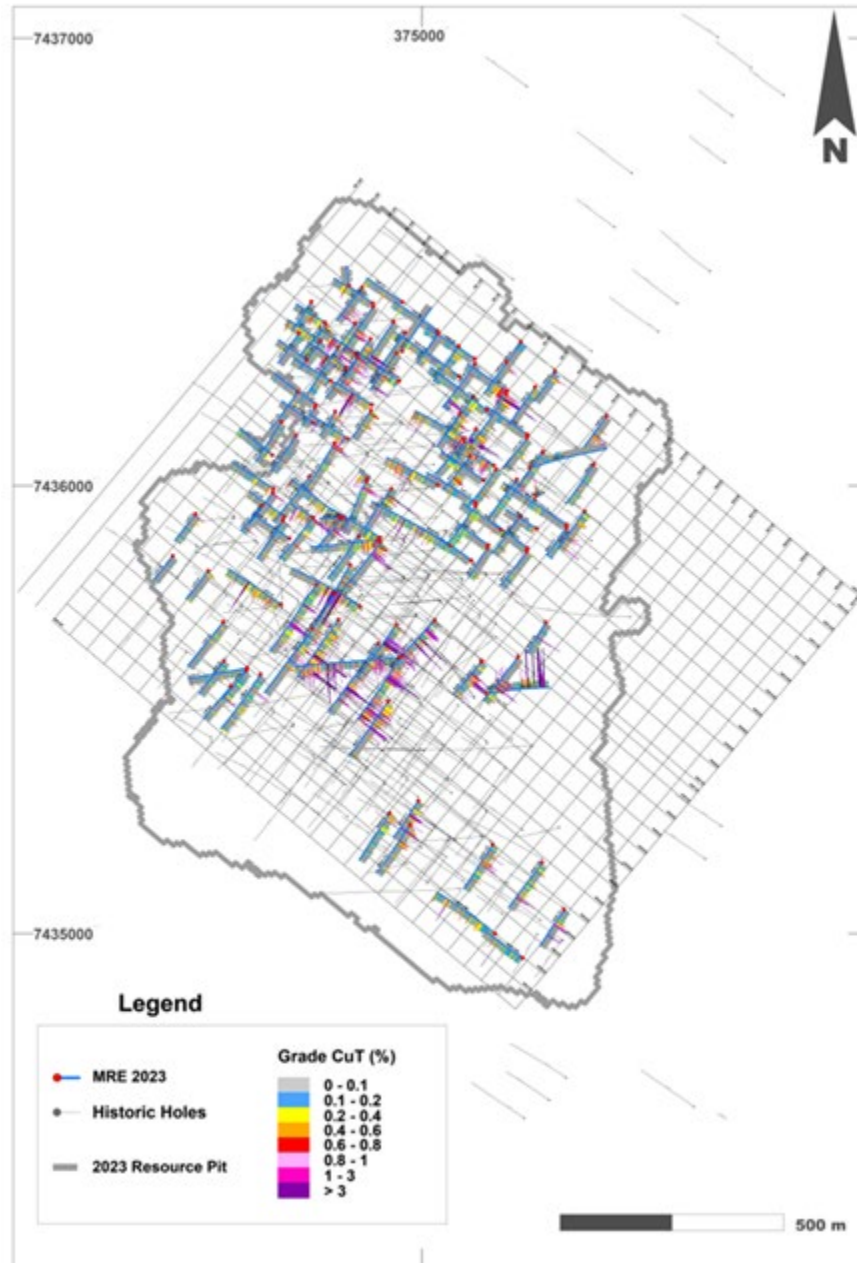 7437000
375000
N
7436000
7435000
Legend
MRE 2023
Historic Holes
2023 Resource Pit
Grade CuT (%)
0 - 0.1
0.1 - 0.2
0.2 - 0.4
0.4 - 0.6
0.6 - 0.8
0.8 - 1
1 - 3
> 3
500 m